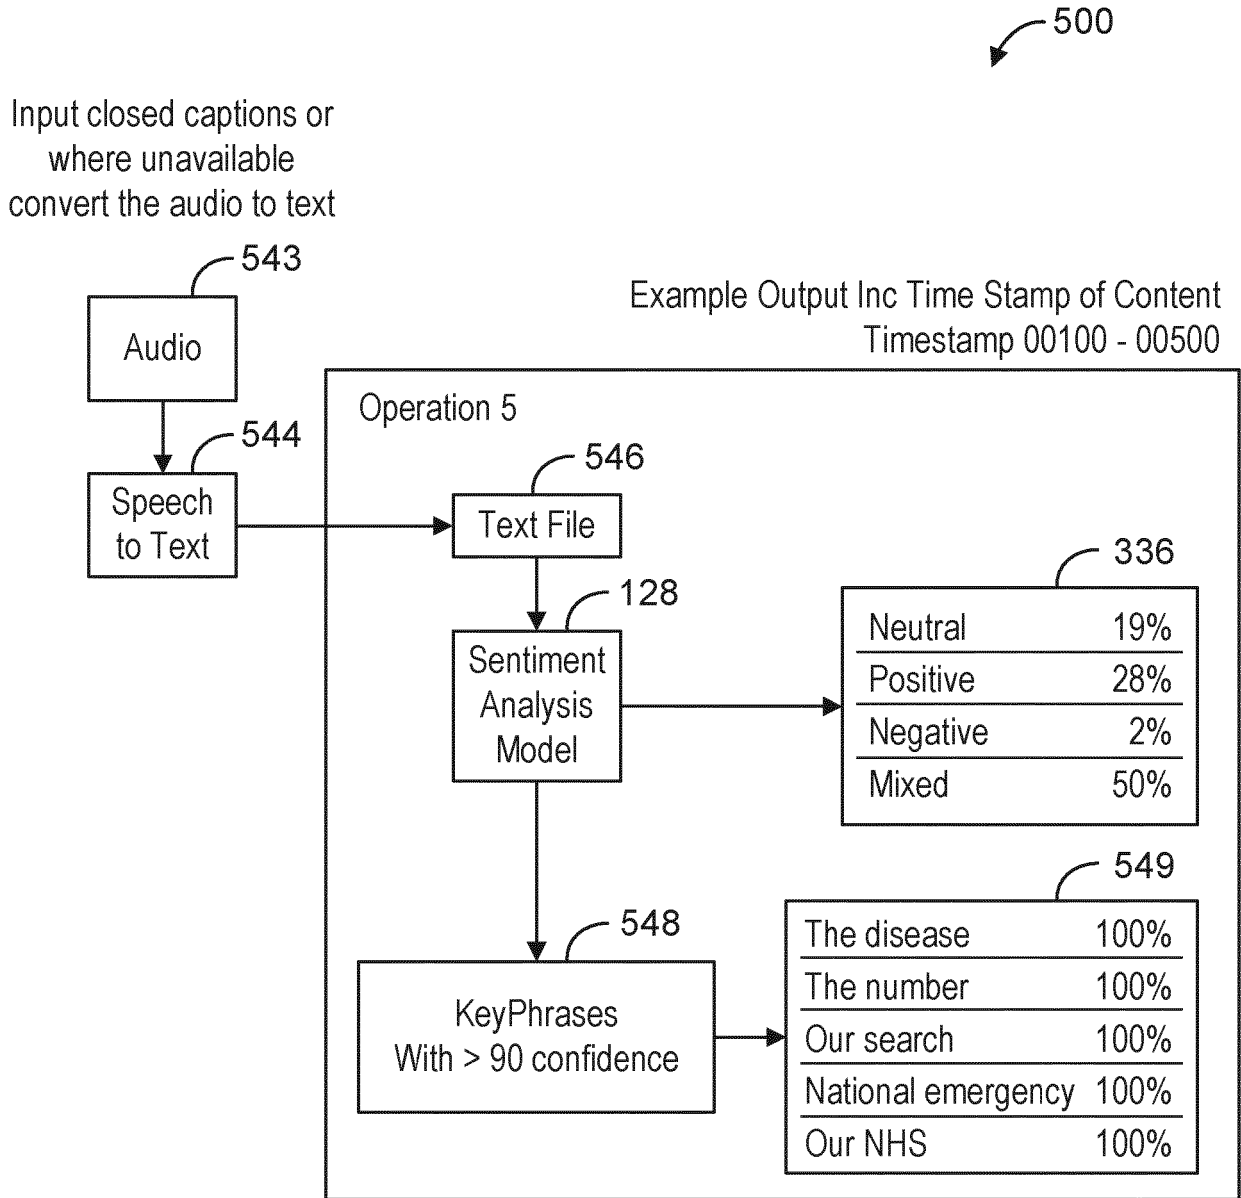 500
Input closed captions or
where unavailable
convert the audio to text
543
Audio
Example Output Inc Time Stamp of Content
Timestamp 00100 - 00500
544
Speech
to Text
Operation 5
546
Text File
128
Sentiment
Analysis
Model
336
Neutral 19%
Positive 28%
Negative 2%
Mixed 50%
548
KeyPhrases
With > 90 confidence
549
The disease 100%
The number 100%
Our search 100%
National emergency 100%
Our NHS 100%